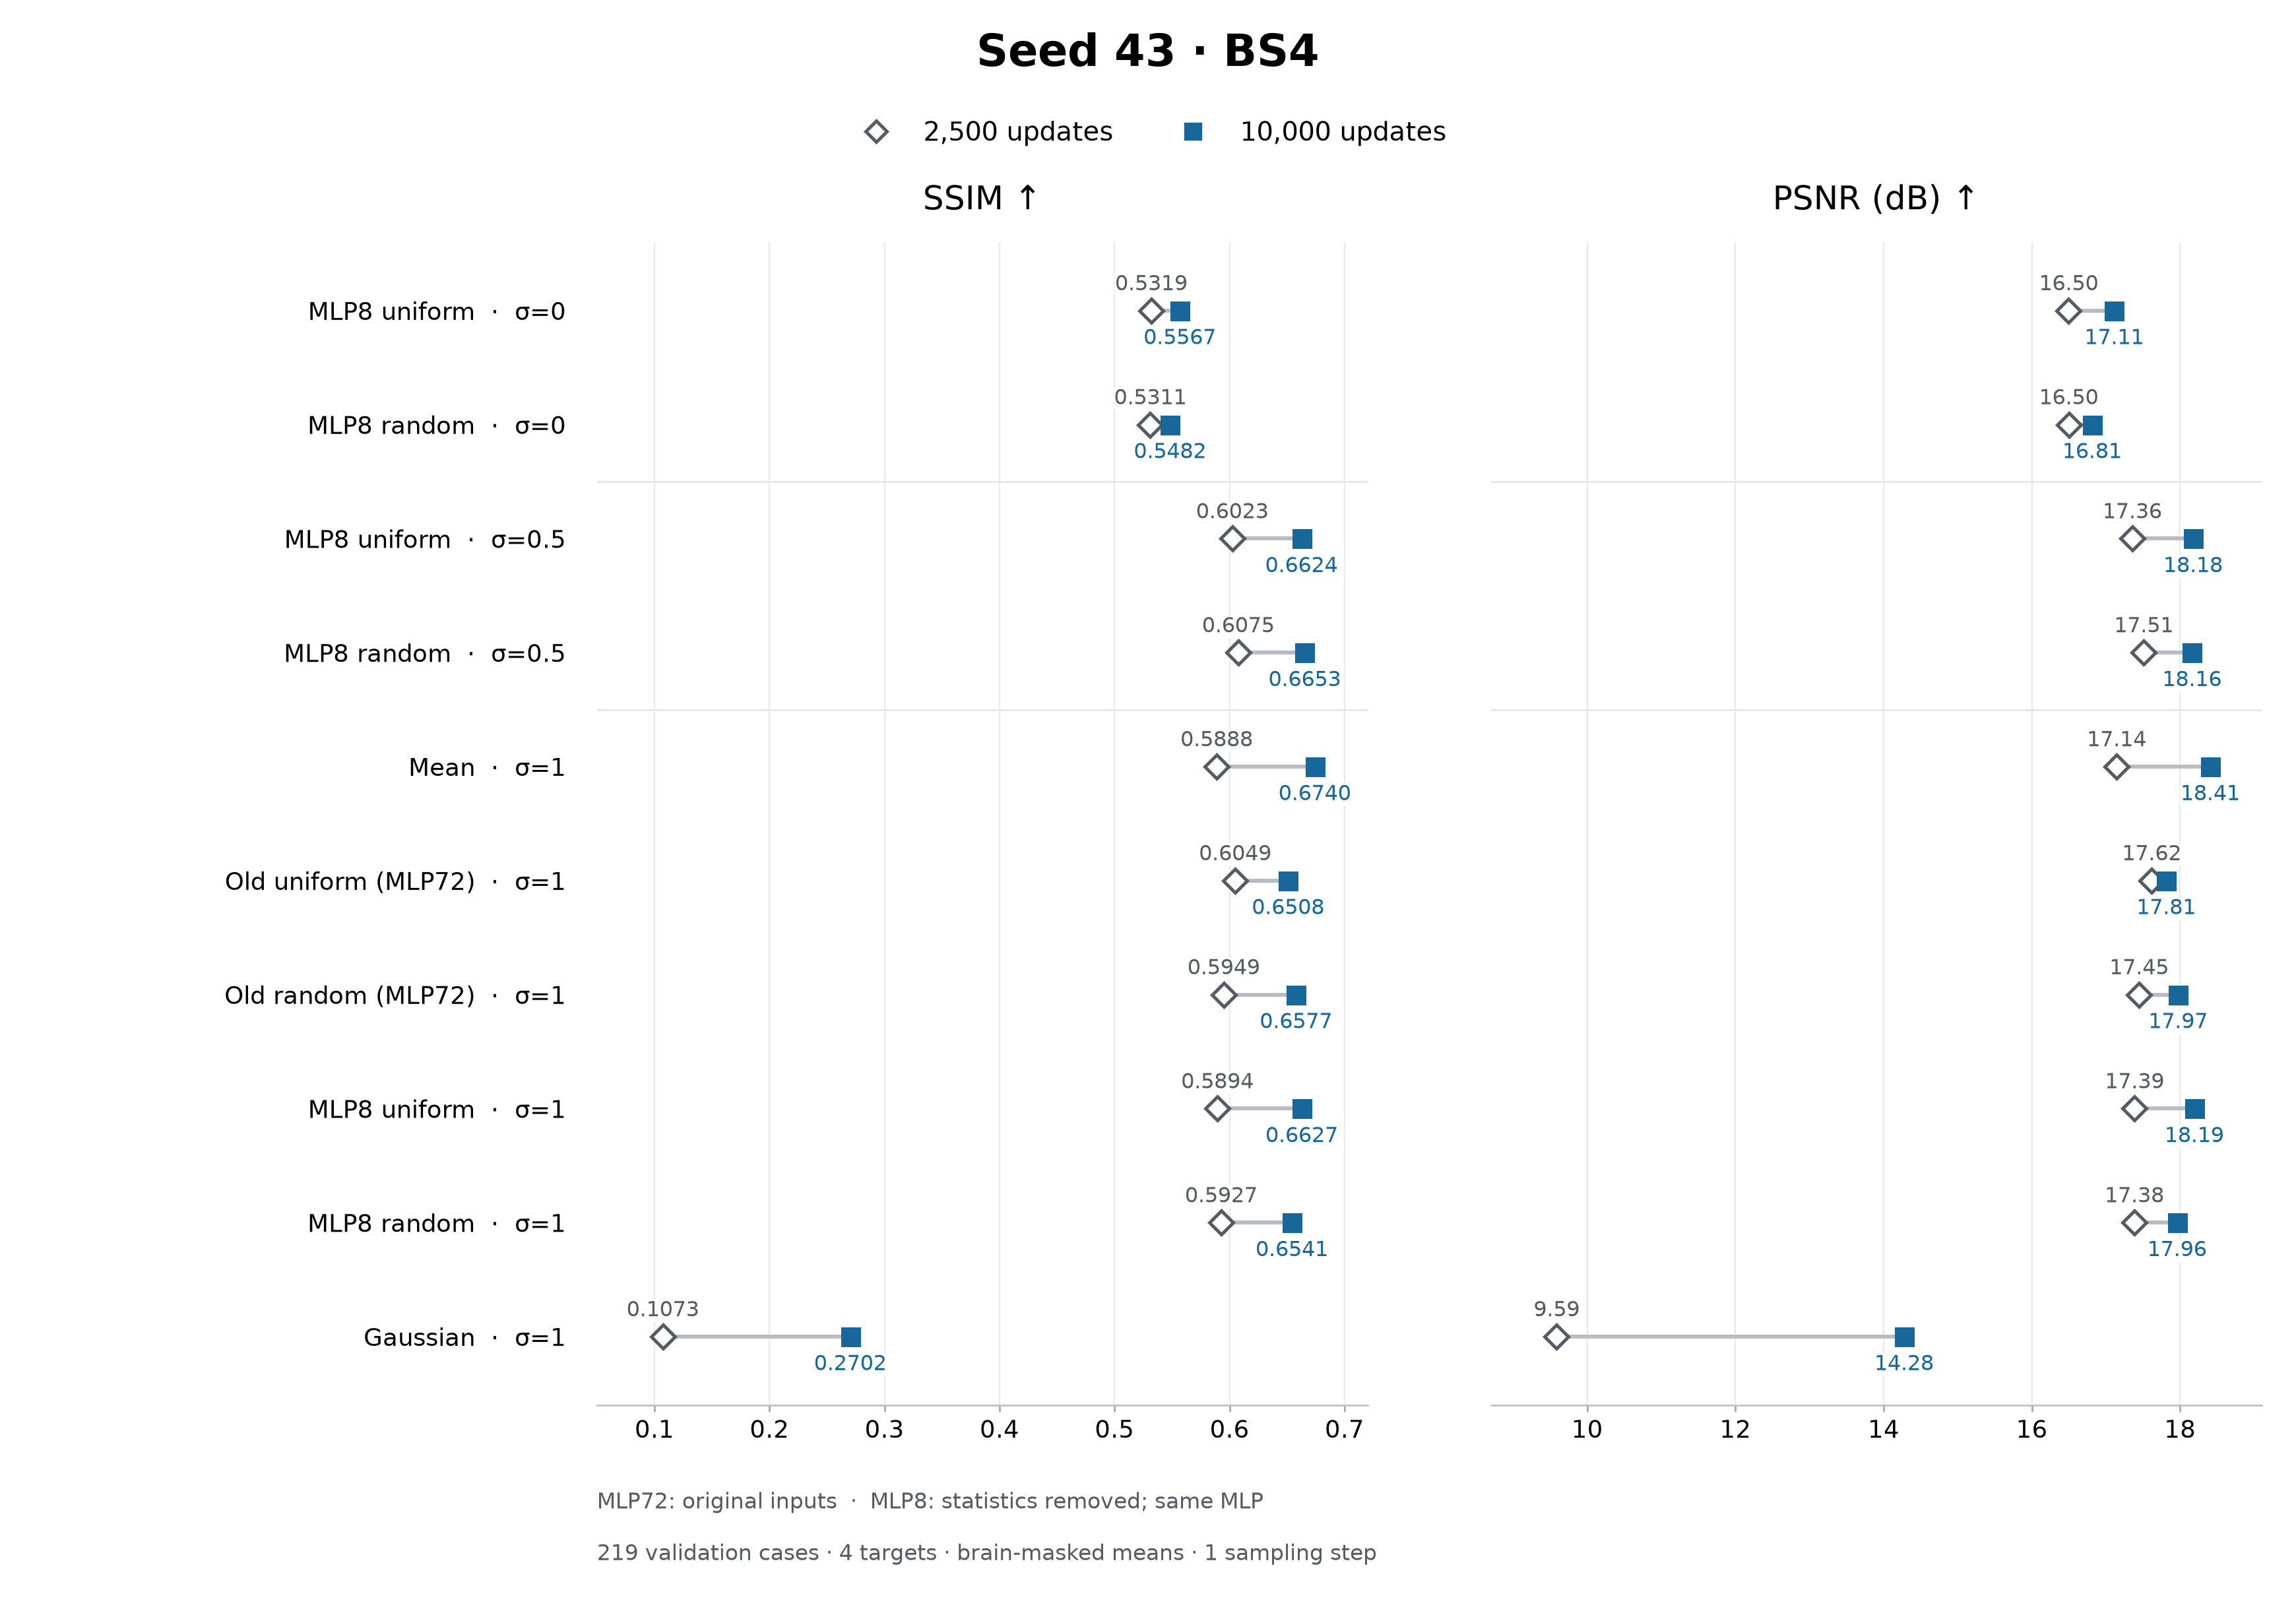 Seed 43 · BS4
2,500 updates
10,000 updates
SSIM ↑
PSNR (dB) ↑
MLP8 uniform · σ=0
0.5319
0.5567
16.50
17.11
MLP8 random · σ=0
0.5311
0.5482
16.50
16.81
MLP8 uniform · σ=0.5
0.6023
0.6624
17.36
18.18
MLP8 random · σ=0.5
0.6075
0.6653
17.51
18.16
Mean · σ=1
0.5888
0.6740
17.14
18.41
Old uniform (MLP72) · σ=1
0.6049
0.6508
17.62
17.81
Old random (MLP72) · σ=1
0.5949
0.6577
17.45
17.97
MLP8 uniform · σ=1
0.5894
0.6627
17.39
18.19
MLP8 random · σ=1
0.5927
0.6541
17.38
17.96
Gaussian · σ=1
0.1073
0.2702
9.59
14.28
0.1 0.2 0.3 0.4 0.5 0.6 0.7
10 12 14 16 18
MLP72: original inputs · MLP8: statistics removed; same MLP
219 validation cases · 4 targets · brain-masked means · 1 sampling step